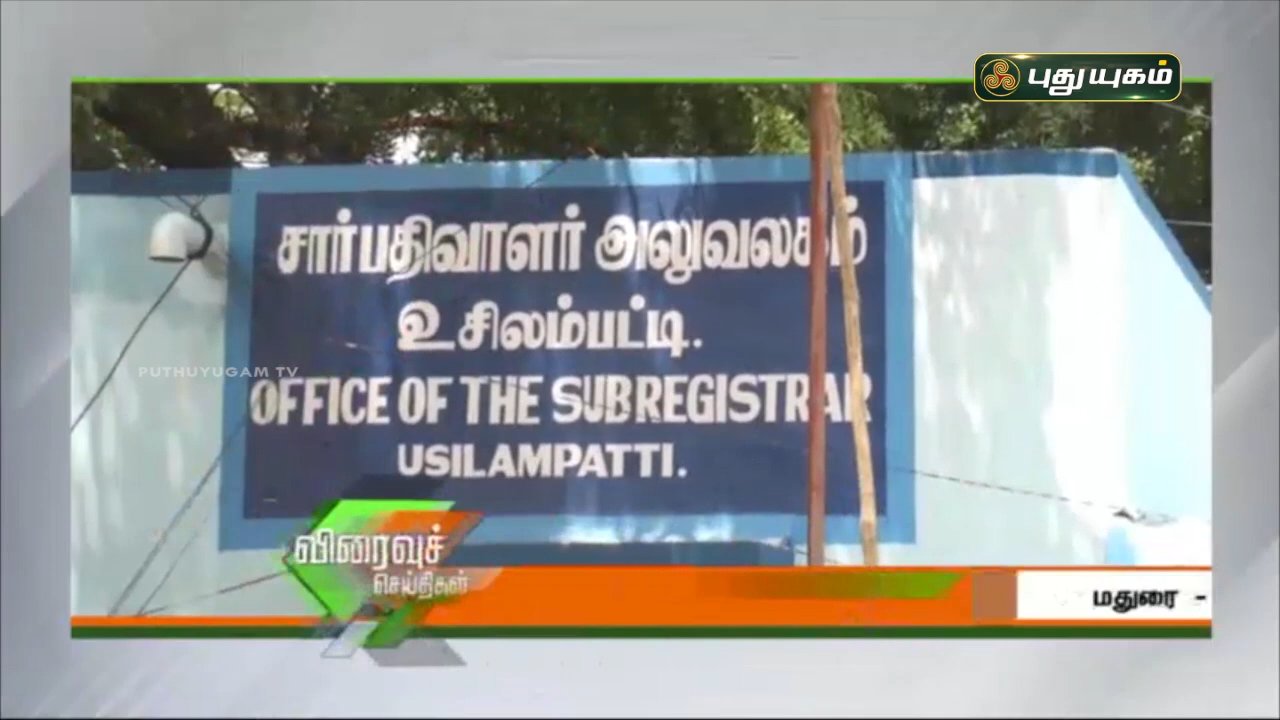 புதுயுகம்
சார்பதிவாளர் அலுவலகம்
உசிலம்பட்டி.
PUTHUYUGAM TV
OFFICE OF THE SUBREGISTRAR
USILAMPATTI.
விரைவுச்
செய்திகள்
மதுரை -